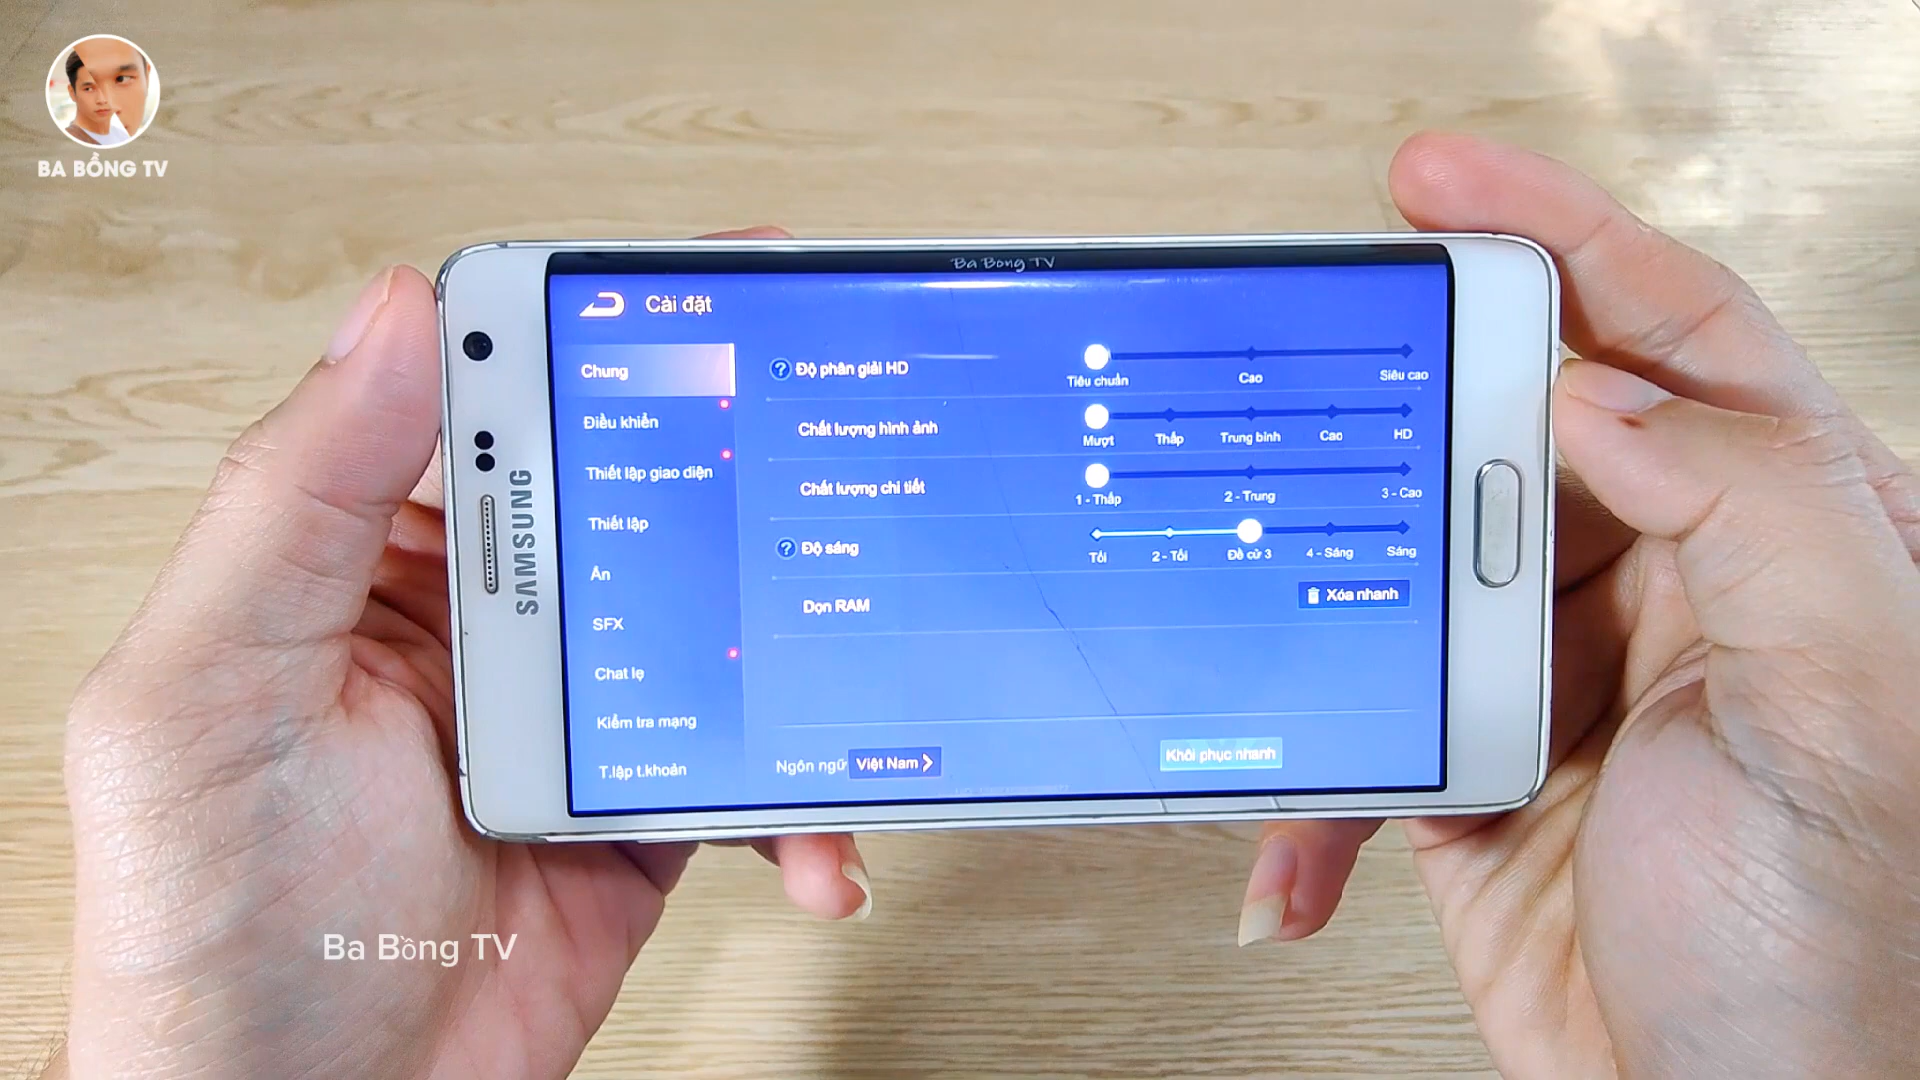 BA BỒNG TV
Ba Bong TV
Cài đặt
Chung
Điều khiển
Thiết lập giao diện
Thiết lập
Ấn
SFX
Chat lẹ
Kiểm tra mạng
T.lập t.khoản
? Độ phân giải HD
Tiêu chuẩn Cao Siêu cao
Chất lượng hình ảnh
Mượt Thấp Trung bình Cao HD
Chất lượng chi tiết
1 - Thấp 2 - Trung 3 - Cao
? Độ sáng
Tối 2 - Tối Đề cử 3 4 - Sáng Sáng
Dọn RAM Xóa nhanh
Ngôn ngữ Việt Nam > Khôi phục nhanh
SAMSUNG
Ba Bồng TV